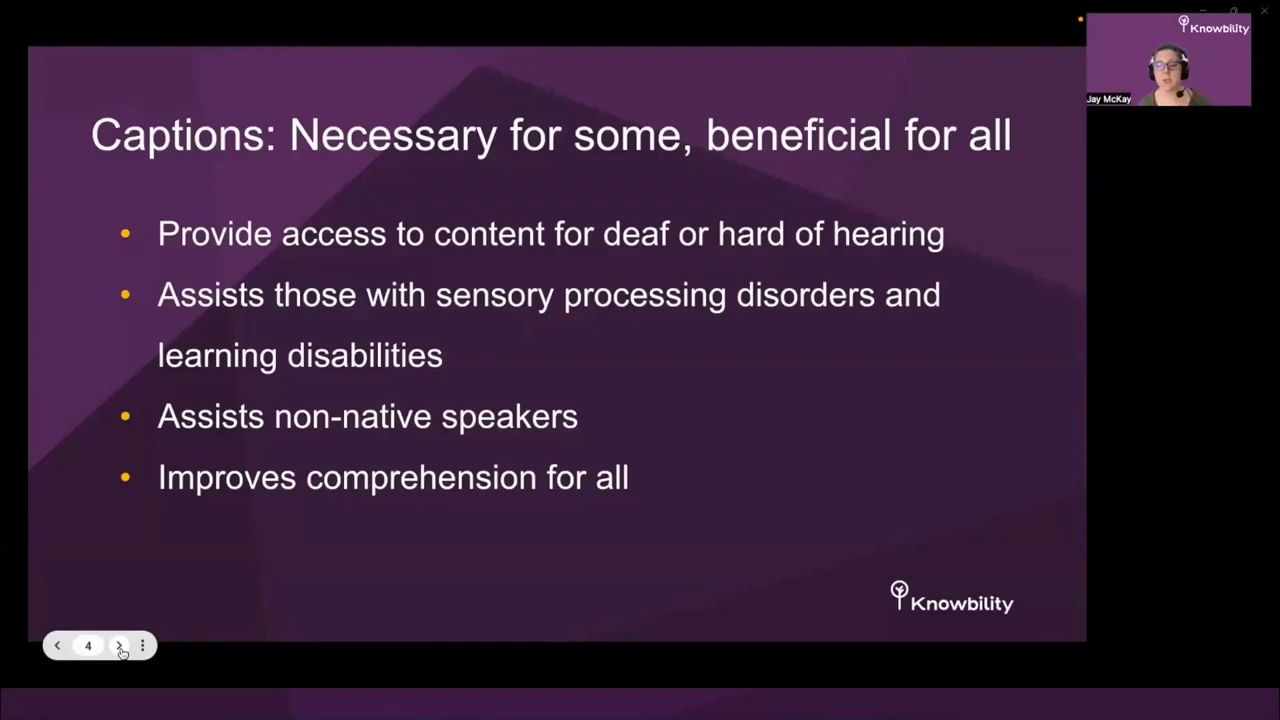 Knowbility
Jay McKay
Captions: Necessary for some, beneficial for all
• Provide access to content for deaf or hard of hearing
• Assists those with sensory processing disorders and
learning disabilities
• Assists non-native speakers
• Improves comprehension for all
Knowbility
4